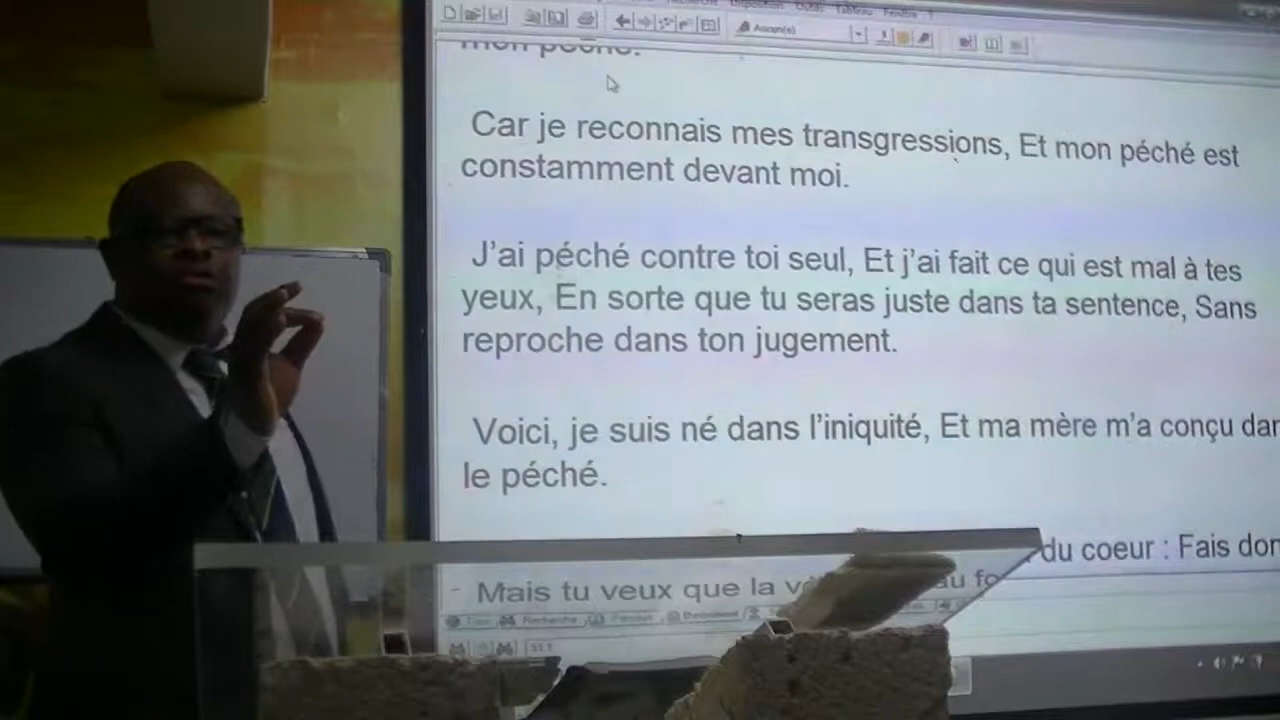 mon péché.
Car je reconnais mes transgressions, Et mon péché est
constamment devant moi.
J'ai péché contre toi seul, Et j'ai fait ce qui est mal à tes
yeux, En sorte que tu seras juste dans ta sentence, Sans
reproche dans ton jugement.
Voici, je suis né dans l'iniquité, Et ma mère m'a conçu dan
le péché.
Mais tu veux que la v au fo du coeur : Fais don
Recherche